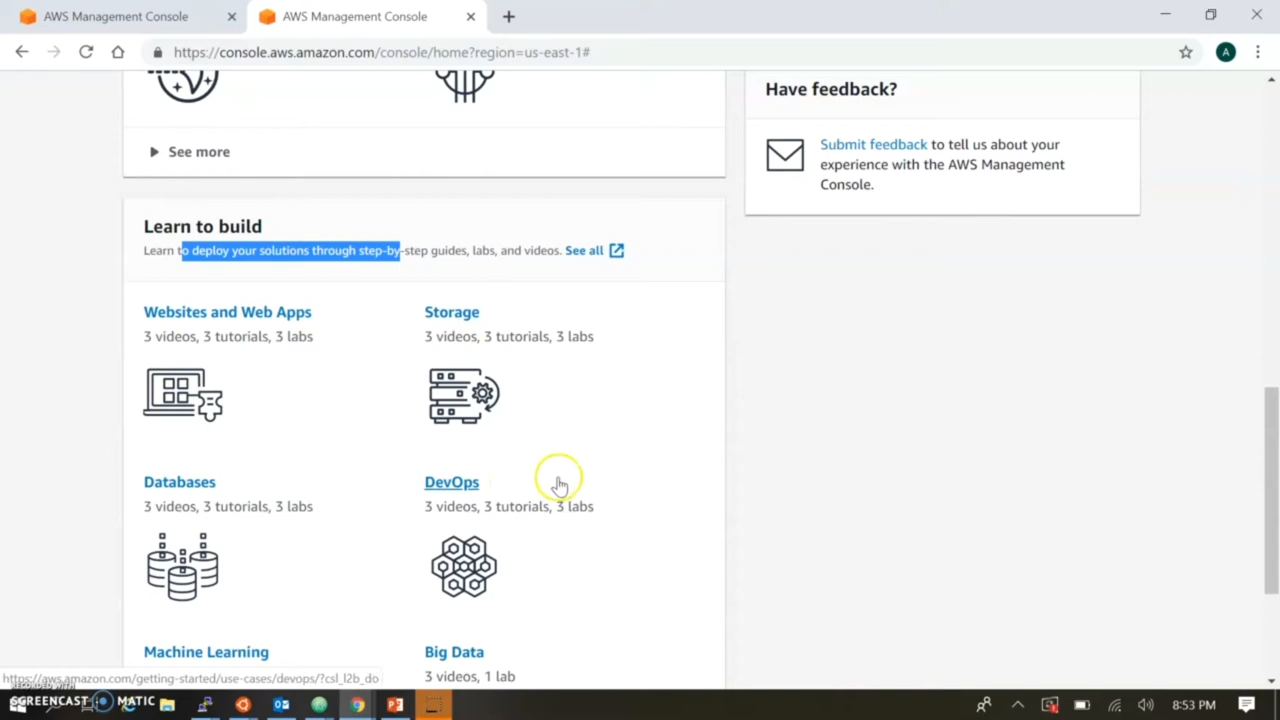 AWS Management Console
AWS Management Console
https://console.aws.amazon.com/console/home?region=us-east-1#
A
Have feedback?
Submit feedback to tell us about your
experience with the AWS Management
Console.
See more
Learn to build
Learn to deploy your solutions through step-by-step guides, labs, and videos. See all
Websites and Web Apps
3 videos, 3 tutorials, 3 labs
Storage
3 videos, 3 tutorials, 3 labs
Databases
3 videos, 3 tutorials, 3 labs
DevOps
3 videos, 3 tutorials, 3 labs
Machine Learning
Big Data
3 videos, 1 lab
https://aws.amazon.com/getting-started/use-cases/devops/?csl_l2b_do
RECORDED WITH
SCREENCAST MATIC
8:53 PM